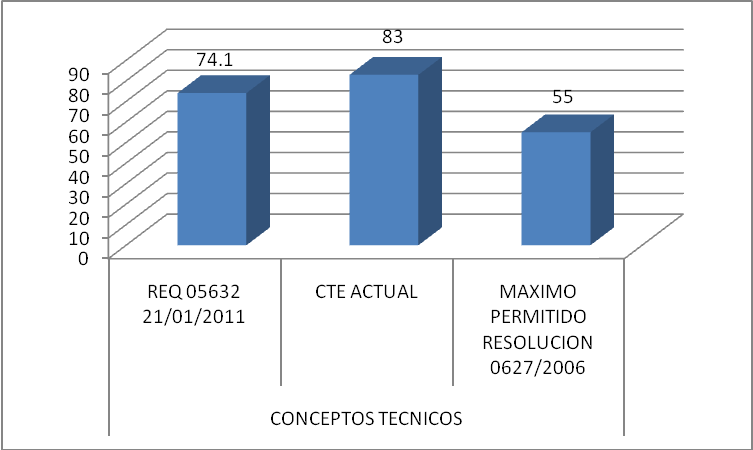 83
74.1
55
90
80
70
60
50
40
30
20
10
0
REQ 05632
21/01/2011
CTE ACTUAL
MAXIMO
PERMITIDO
RESOLUCION
0627/2006
CONCEPTOS TECNICOS